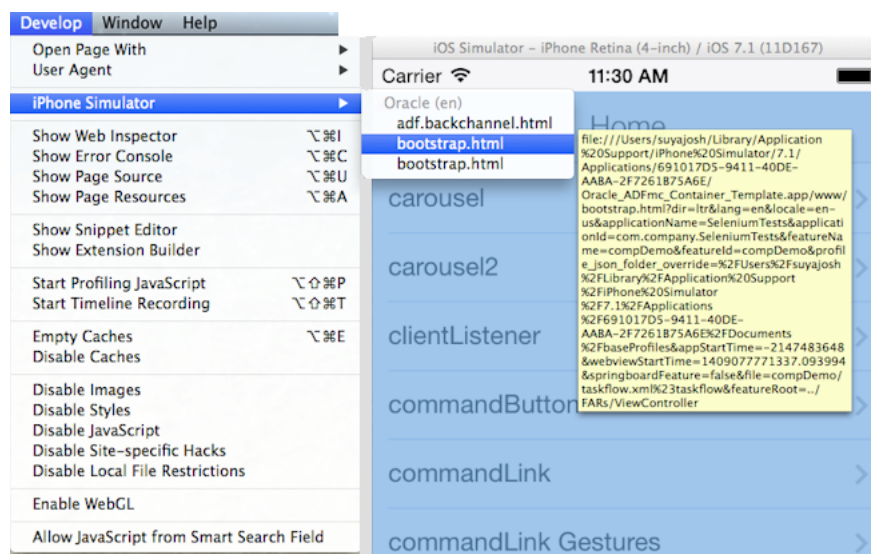 Develop Window Help
Open Page With
User Agent
iPhone Simulator
Show Web Inspector ⌥⌘I
Show Error Console ⌥⌘C
Show Page Source ⌥⌘U
Show Page Resources ⌥⌘A
Show Snippet Editor
Show Extension Builder
Start Profiling JavaScript ⌥⇧⌘P
Start Timeline Recording ⌥⇧⌘T
Empty Caches ⌥⌘E
Disable Caches
Disable Images
Disable Styles
Disable JavaScript
Disable Site-specific Hacks
Disable Local File Restrictions
Enable WebGL
Allow JavaScript from Smart Search Field
iOS Simulator – iPhone Retina (4-inch) / iOS 7.1 (11D167)
Carrier 11:30 AM
Oracle (en)
adf.backchannel.html
bootstrap.html
bootstrap.html
Home
file:///Users/suyajosh/Library/Application
%20Support/iPhone%20Simulator/7.1/
Applications/691017D5-9411-40DE-
AABA-2F7261B75A6E/
Oracle_ADFmc_Container_Template.app/www/
bootstrap.html?dir=ltr&lang=en&locale=en-
us&applicationName=SeleniumTests&applicati
onId=com.company.SeleniumTests&featureNa
me=compDemo&featureId=compDemo&profil
e_json_folder_override=%2FUsers%2Fsuyajosh
%2FLibrary%2FApplication%20Support
%2FiPhone%20Simulator
%2F7.1%2FApplications
%2F691017D5-9411-40DE-
AABA-2F7261B75A6E%2FDocuments
%2FbaseProfiles&appStartTime=-2147483648
&webviewStartTime=1409077771337.093994
&springboardFeature=false&file=compDemo/
taskflow.xml%23taskflow&featureRoot=../
FARs/ViewController
carousel
carousel2
clientListener
commandButton
commandLink
commandLink Gestures